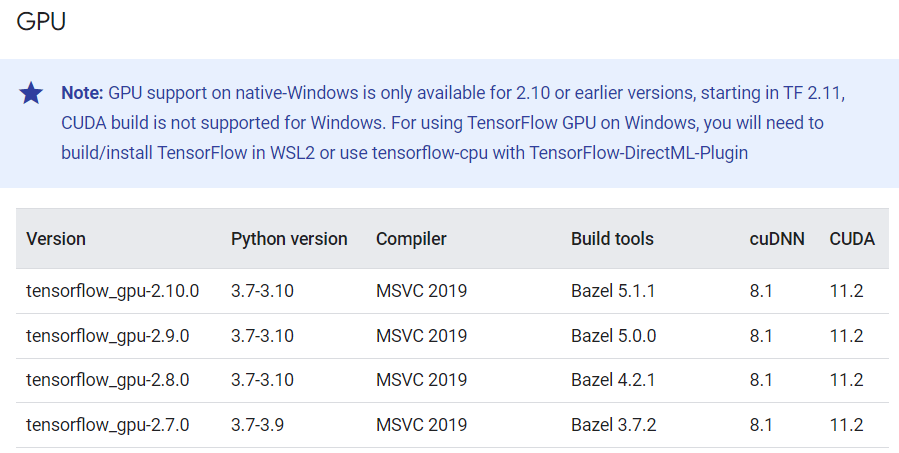 GPU
Note: GPU support on native-Windows is only available for 2.10 or earlier versions, starting in TF 2.11,
CUDA build is not supported for Windows. For using TensorFlow GPU on Windows, you will need to
build/install TensorFlow in WSL2 or use tensorflow-cpu with TensorFlow-DirectML-Plugin
Version Python version Compiler Build tools cuDNN CUDA
tensorflow_gpu-2.10.0 3.7-3.10 MSVC 2019 Bazel 5.1.1 8.1 11.2
tensorflow_gpu-2.9.0 3.7-3.10 MSVC 2019 Bazel 5.0.0 8.1 11.2
tensorflow_gpu-2.8.0 3.7-3.10 MSVC 2019 Bazel 4.2.1 8.1 11.2
tensorflow_gpu-2.7.0 3.7-3.9 MSVC 2019 Bazel 3.7.2 8.1 11.2